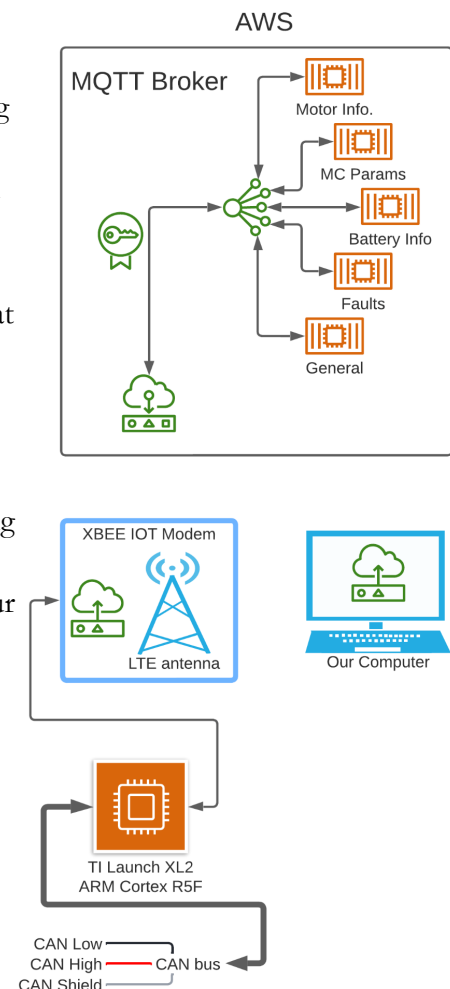 AWS
MQTT Broker
Motor Info.
MC Params
Battery Info
Faults
General
XBEE IOT Modem
LTE antenna
Our Computer
TI Launch XL2
ARM Cortex R5F
CAN Low
CAN High
CAN bus
CAN Shield